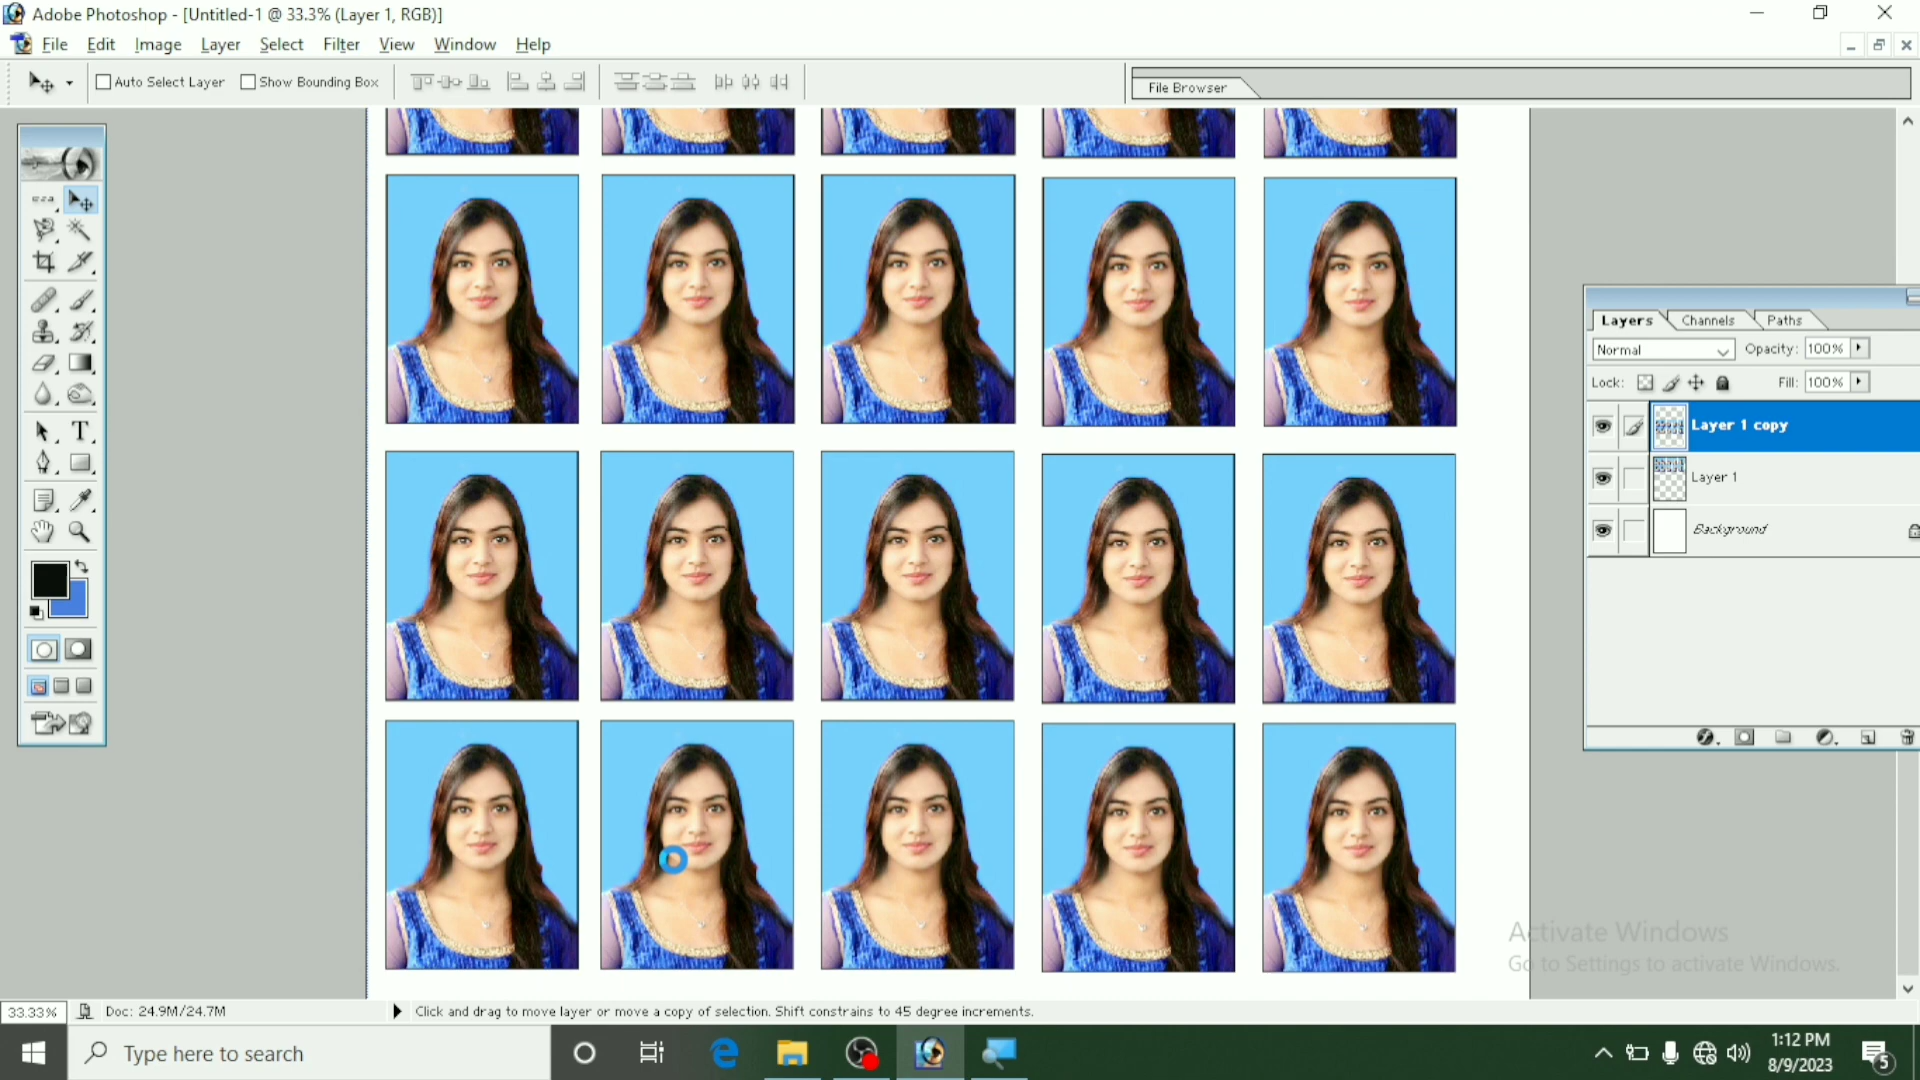 Adobe Photoshop - [Untitled-1 @ 33.3% (Layer 1, RGB)]
File Edit Image Layer Select Filter View Window Help
Auto Select Layer Show Bounding Box
File Browser
Layers Channels Paths
Normal Opacity: 100%
Lock: Fill: 100%
Layer 1 copy
Layer 1
Background
Activate Windows
Go to Settings to activate Windows.
33.33% Doc: 24.9M/24.7M Click and drag to move layer or move a copy of selection. Shift constrains to 45 degree increments.
Type here to search
1:12 PM
8/9/2023
5